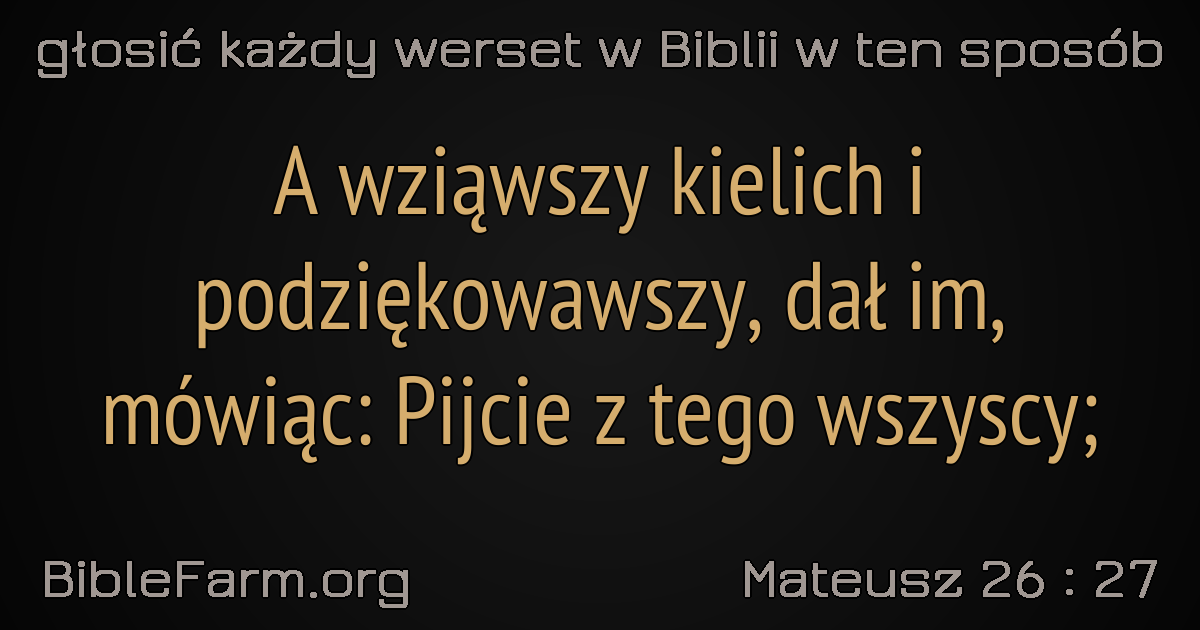 głosić każdy werset w Biblii w ten sposób
A wziąwszy kielich i
podziękowawszy, dał im,
mówiąc: Pijcie z tego wszyscy;
BibleFarm.org
Mateusz 26 : 27